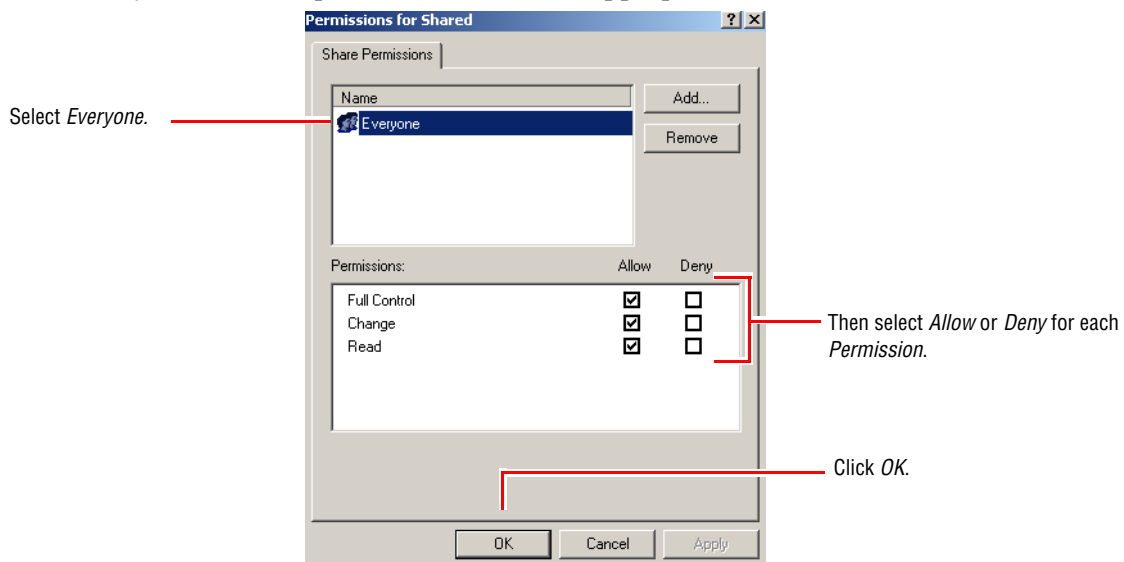 Permissions for Shared
Share Permissions
Name
Add...
Select Everyone.
Everyone
Remove
Permissions: Allow Deny
Full Control
Change
Read
Then select Allow or Deny for each
Permission.
Click OK.
OK Cancel Apply